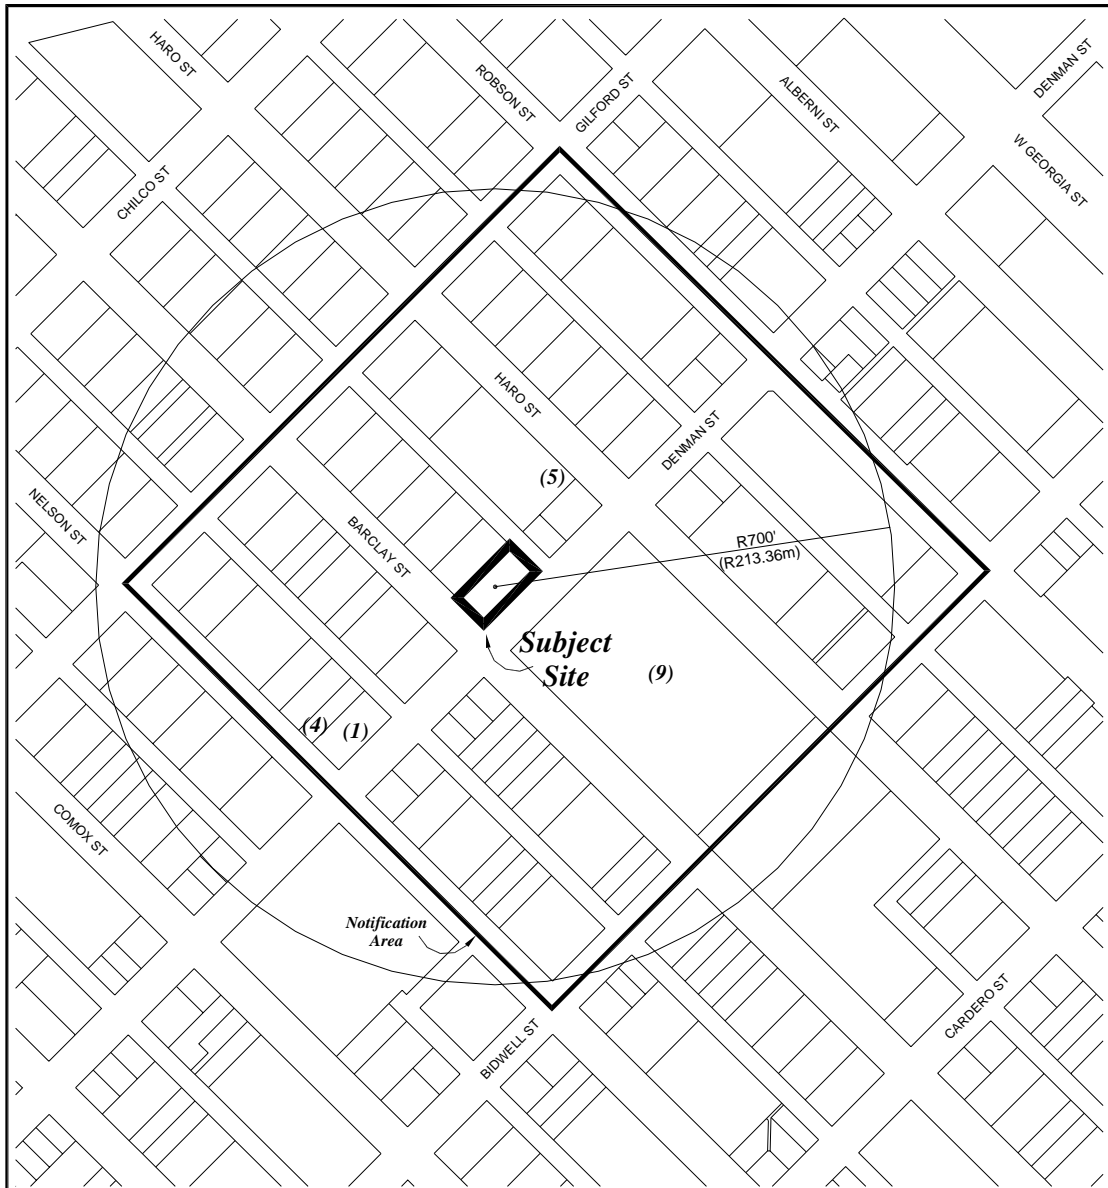 HARO ST
ROBSON ST
GILFORD ST
ALBERNI ST
DENMAN ST
W GEORGIA ST
CHILCO ST
HARO ST
DENMAN ST
(5)
NELSON ST
BARCLAY ST
R700'
(R213.36m)
Subject
Site
(9)
(4) (1)
COMOX ST
Notification
Area
CARDERO ST
BIDWELL ST